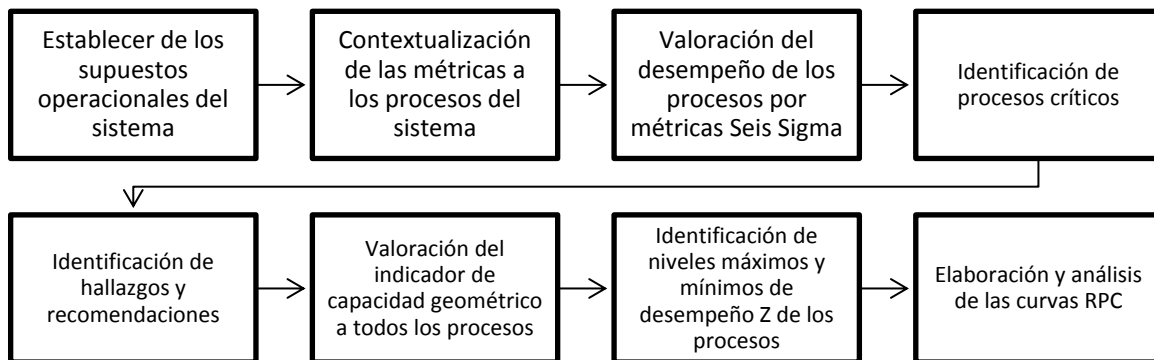 Establecer de los
supuestos
operacionales del
sistema
Contextualización
de las métricas a
los procesos del
sistema
Valoración del
desempeño de los
procesos por
métricas Seis Sigma
Identificación de
procesos críticos
Identificación de
hallazgos y
recomendaciones
Valoración del
indicador de
capacidad geométrico
a todos los procesos
Identificación de
niveles máximos y
mínimos de
desempeño Z de los
procesos
Elaboración y análisis
de las curvas RPC